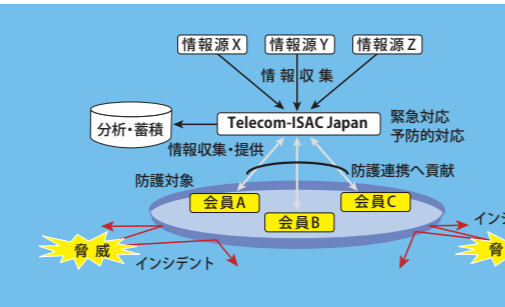 情報源X 情報源Y 情報源Z
情報収集
分析・蓄積
Telecom-ISAC Japan
緊急対応
予防的対応
情報収集・提供
防護連携へ貢献
防護対象
会員A
会員B
会員C
脅威
インシデント
イン
脅